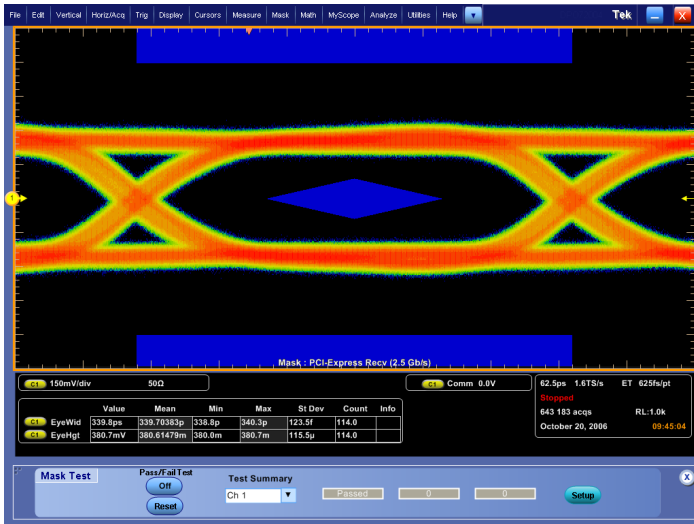 File Edit Vertical Horiz/Acq Trig Display Cursors Measure Mask Math MyScope Analyze Utilities Help Tek X
1
Mask : PCI-Express Recv (2.5 Gb/s)
C1 150mV/div 50Ω
C1 Comm 0.0V
62.5ps 1.6TS/s ET 625fs/pt
Stopped
643 183 acqs RL:1.0k
October 20, 2006 09:45:04
Value Mean Min Max St Dev Count Info
C1 EyeWid 339.8ps 339.70383p 338.8p 340.3p 123.5f 114.0
C1 EyeHgt 380.7mV 380.61479m 380.0m 380.7m 115.5µ 114.0
Mask Test
Pass/Fail Test
Off
Reset
Test Summary
Ch 1
Passed 0 0
Setup
X